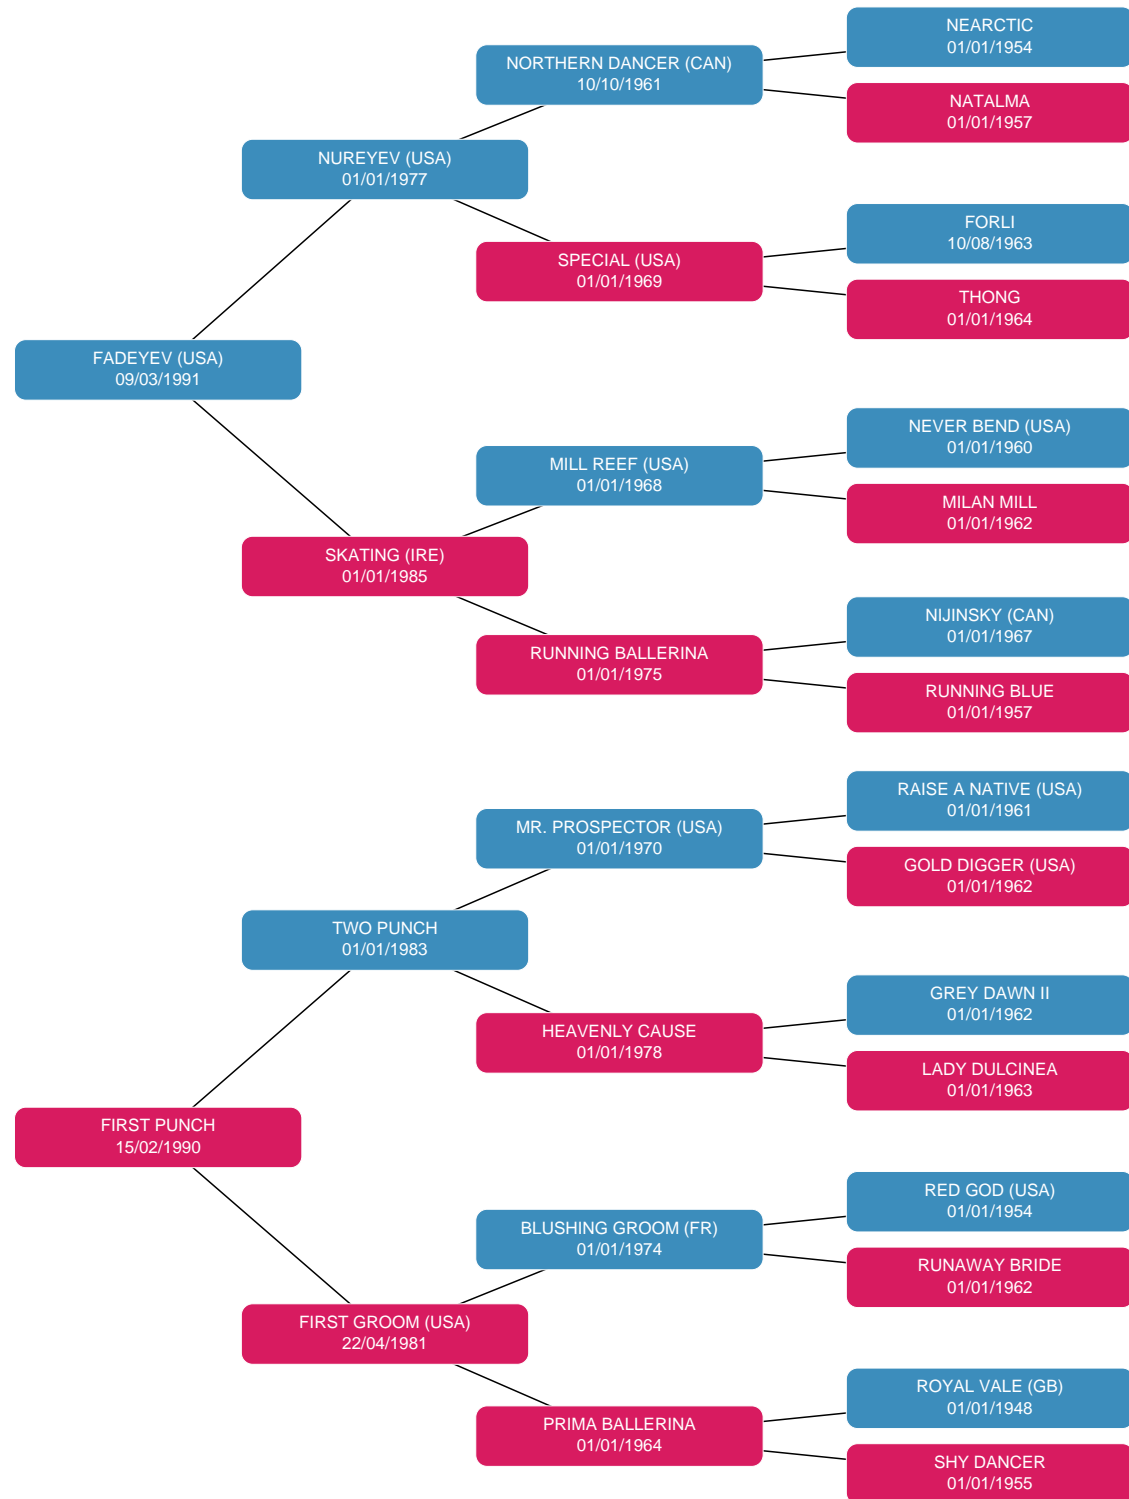 NEARCTIC
01/01/1954
NORTHERN DANCER (CAN)
10/10/1961
NATALMA
01/01/1957
NUREYEV (USA)
01/01/1977
FORLI
10/08/1963
SPECIAL (USA)
01/01/1969
THONG
01/01/1964
FADEYEV (USA)
09/03/1991
NEVER BEND (USA)
01/01/1960
MILL REEF (USA)
01/01/1968
MILAN MILL
01/01/1962
SKATING (IRE)
01/01/1985
NIJINSKY (CAN)
01/01/1967
RUNNING BALLERINA
01/01/1975
RUNNING BLUE
01/01/1957
RAISE A NATIVE (USA)
01/01/1961
MR. PROSPECTOR (USA)
01/01/1970
GOLD DIGGER (USA)
01/01/1962
TWO PUNCH
01/01/1983
GREY DAWN II
01/01/1962
HEAVENLY CAUSE
01/01/1978
LADY DULCINEA
01/01/1963
FIRST PUNCH
15/02/1990
RED GOD (USA)
01/01/1954
BLUSHING GROOM (FR)
01/01/1974
RUNAWAY BRIDE
01/01/1962
FIRST GROOM (USA)
22/04/1981
ROYAL VALE (GB)
01/01/1948
PRIMA BALLERINA
01/01/1964
SHY DANCER
01/01/1955